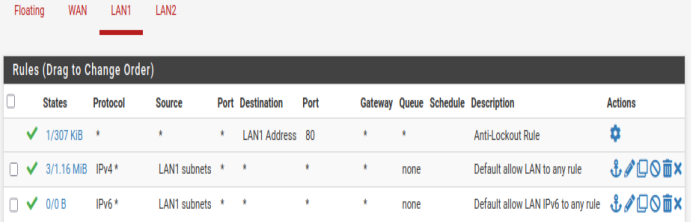 Floating WAN LAN1 LAN2
Rules (Drag to Change Order)
States Protocol Source Port Destination Port Gateway Queue Schedule Description Actions
1/307 KiB * * * LAN1 Address 80 * * Anti-Lockout Rule
3/1.16 MiB IPv4 * LAN1 subnets * * * * none Default allow LAN to any rule
0/0 B IPv6 * LAN1 subnets * * * * none Default allow LAN IPv6 to any rule